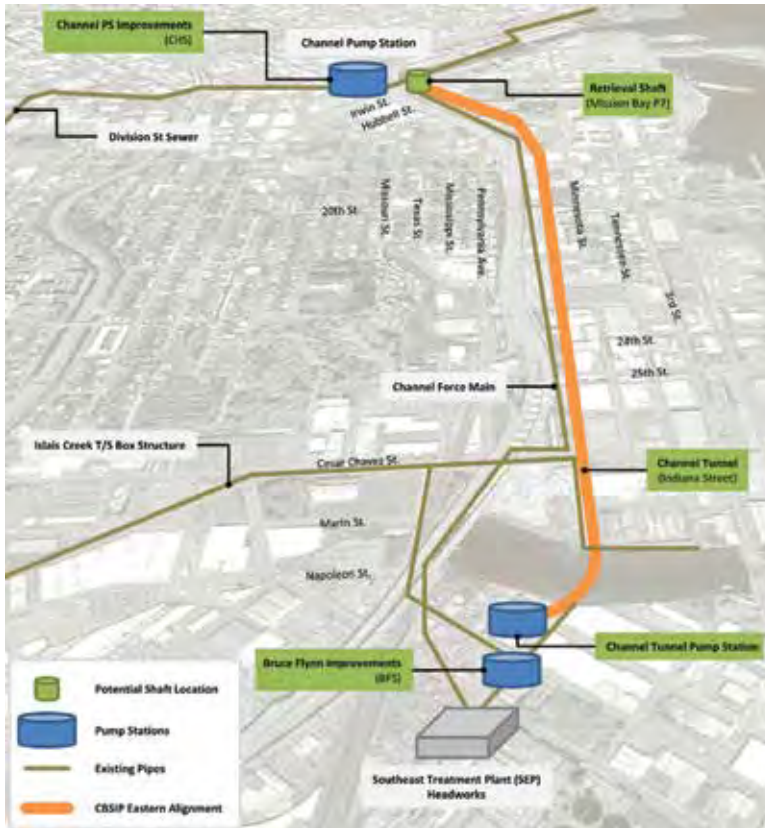 Channel PS Improvements
(CHS)
Channel Pump Station
Retrieval Shaft
(Mission Bay P7)
Irwin St.
Hubbell St.
Division St Sewer
20th St.
Missouri St.
Texas St.
Mississippi St.
Pennsylvania Ave.
Minnesota St.
Tennessee St.
3rd St.
24th St.
25th St.
Channel Force Main
Islais Creek T/S Box Structure
Cesar Chavez St.
Channel Tunnel
(Indiana Street)
Marin St.
Napoleon St.
Channel Tunnel Pump Station
Bruce Flynn Improvements
(BFS)
Potential Shaft Location
Pump Stations
Existing Pipes
CBSIP Eastern Alignment
Southeast Treatment Plant (SEP)
Headworks